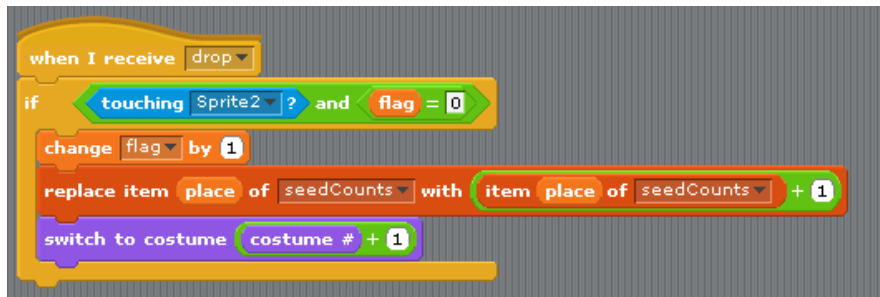 when I receive drop
if touching Sprite2 ? and flag = 0
change flag by 1
replace item place of seedCounts with item place of seedCounts + 1
switch to costume costume # + 1